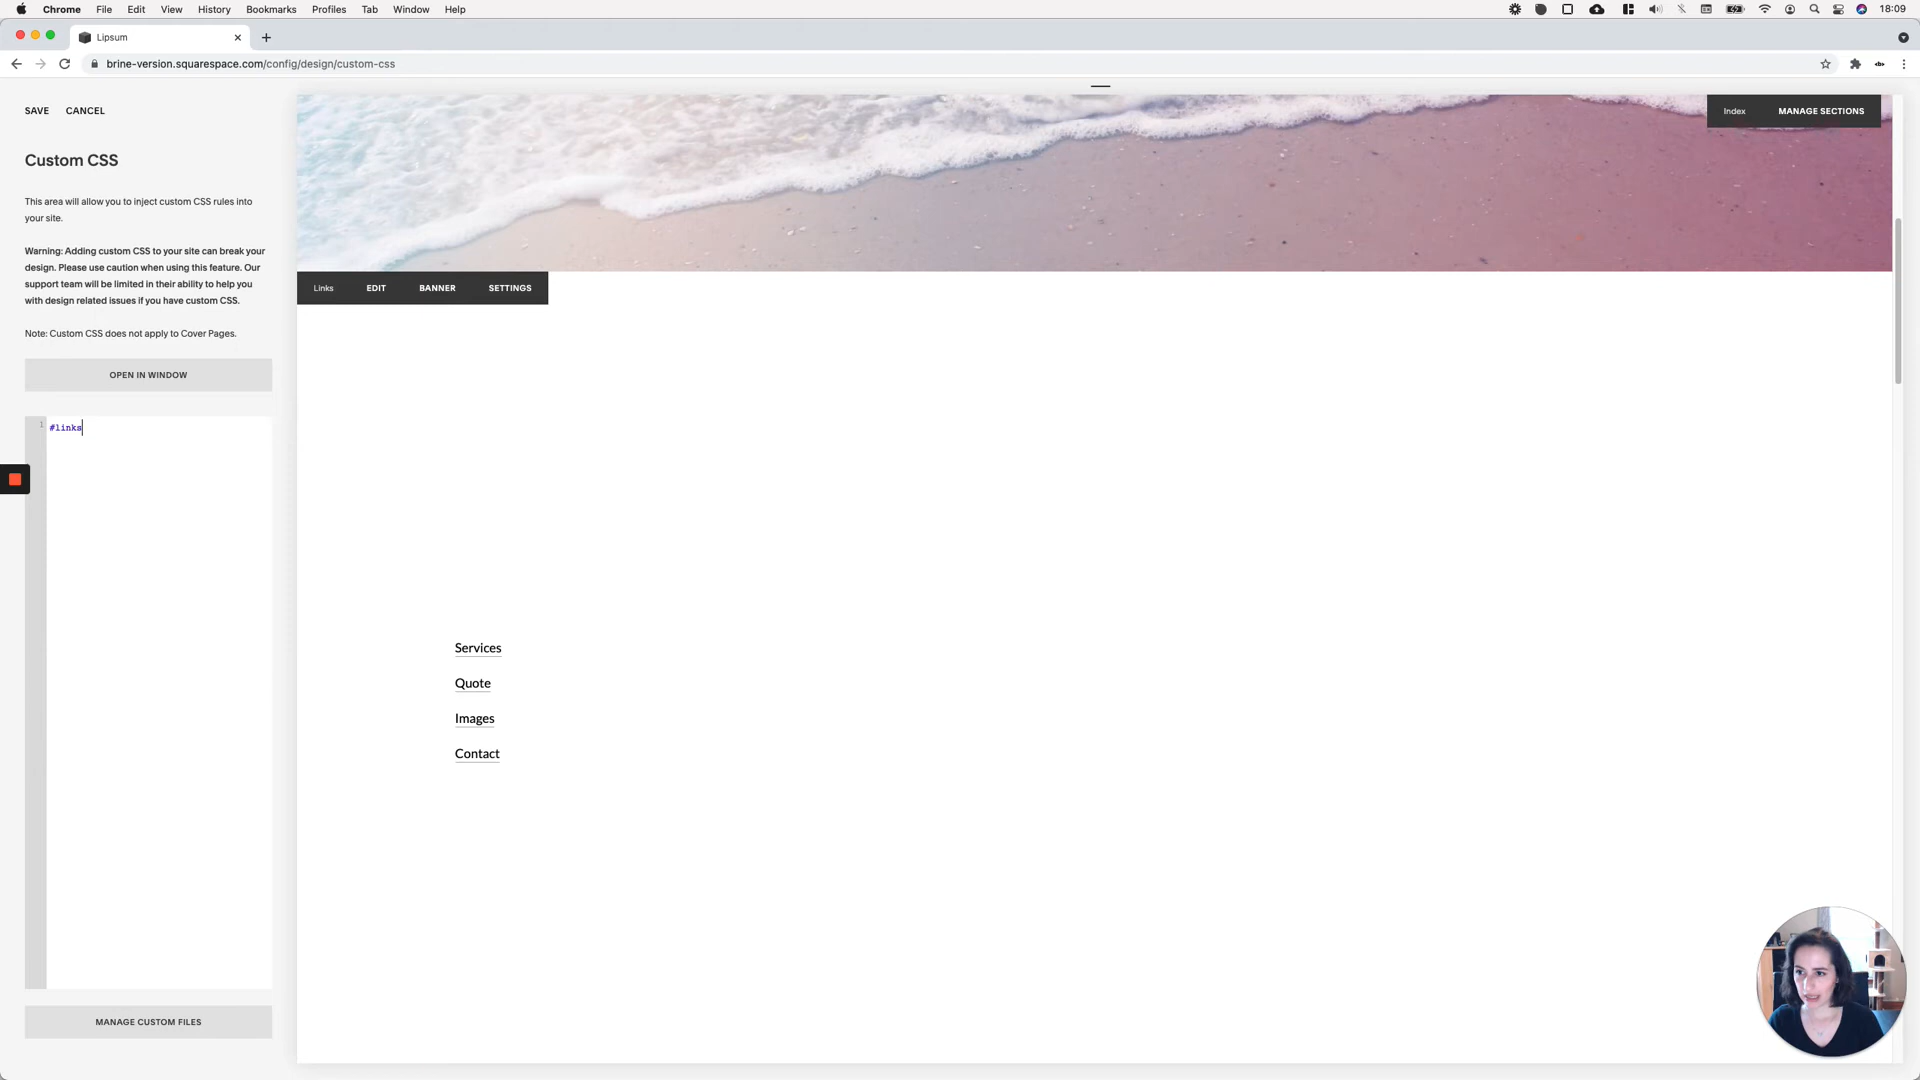 Chrome File Edit View History Bookmarks Profiles Tab Window Help 18:09
Lipsum
brine-version.squarespace.com/config/design/custom-css
SAVE CANCEL
Index MANAGE SECTIONS
Custom CSS
This area will allow you to inject custom CSS rules into
your site.
Warning: Adding custom CSS to your site can break your
design. Please use caution when using this feature. Our
support team will be limited in their ability to help you
with design related issues if you have custom CSS.
Note: Custom CSS does not apply to Cover Pages.
OPEN IN WINDOW
1 #links
MANAGE CUSTOM FILES
Links EDIT BANNER SETTINGS
Services
Quote
Images
Contact